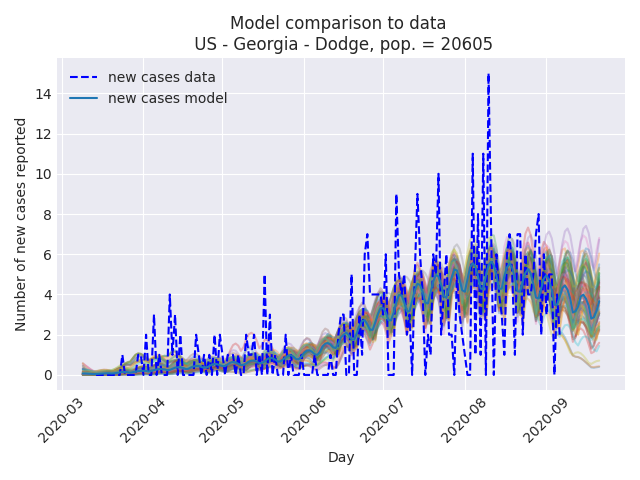 Model comparison to data
US - Georgia - Dodge, pop. = 20605
new cases data
new cases model
Number of new cases reported
14
12
10
8
6
4
2
0
2020-03
2020-04
2020-05
2020-06
2020-07
2020-08
2020-09
Day